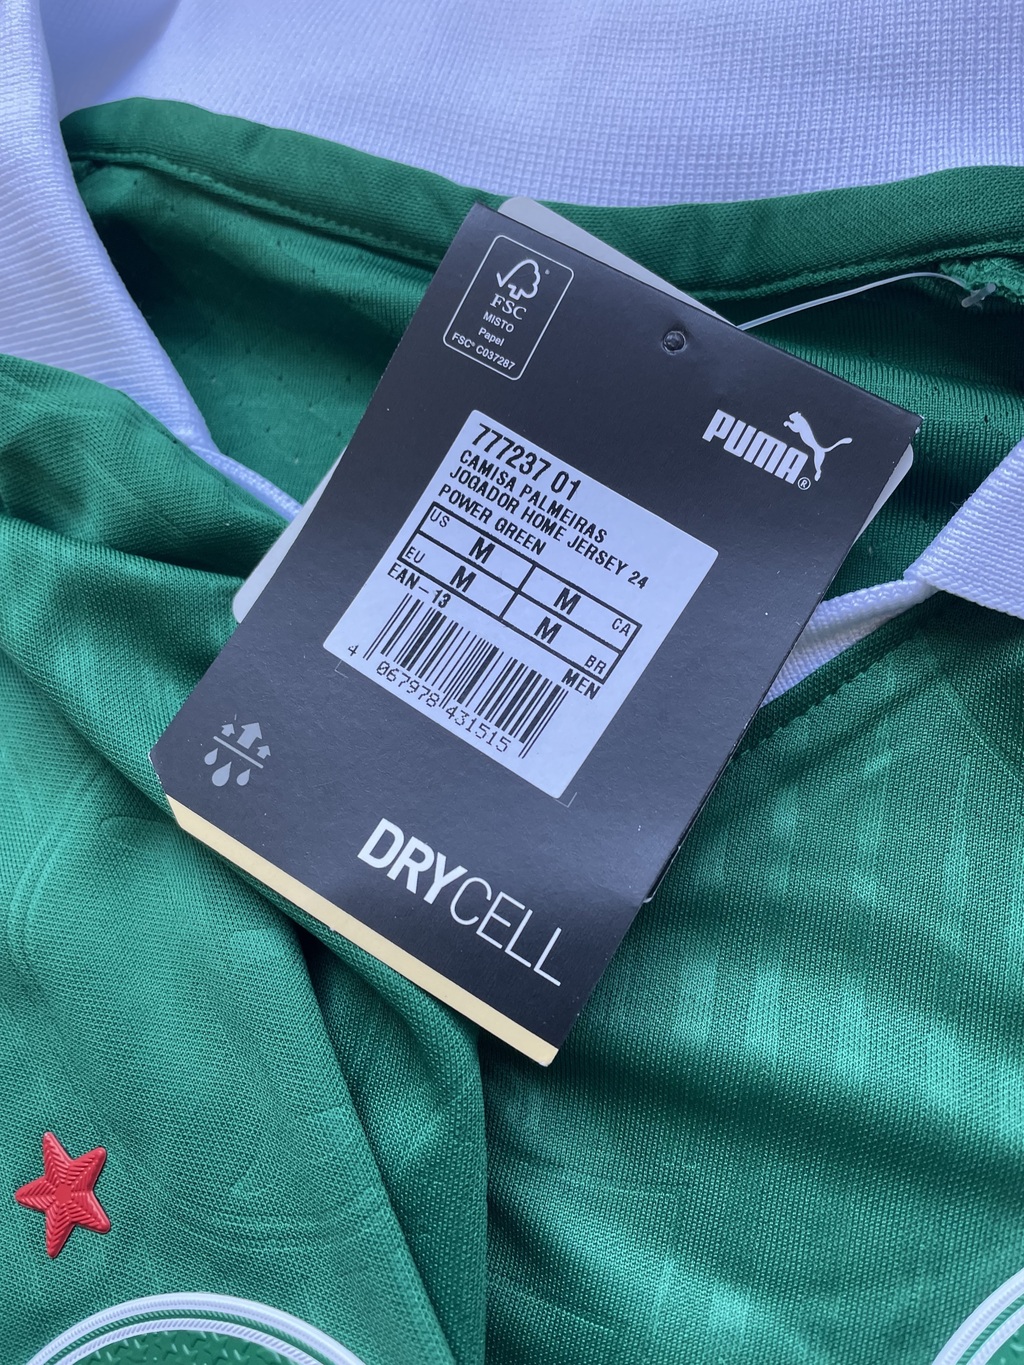 FSC®
MISTO
Papel
FSC® C037287
PUMA®
777237 01
CAMISA PALMEIRAS
JOGADOR HOME JERSEY 24
POWER GREEN
US M M CA
EU M M BR
EAN-13 MEN
4 067978 431515
DRYCELL